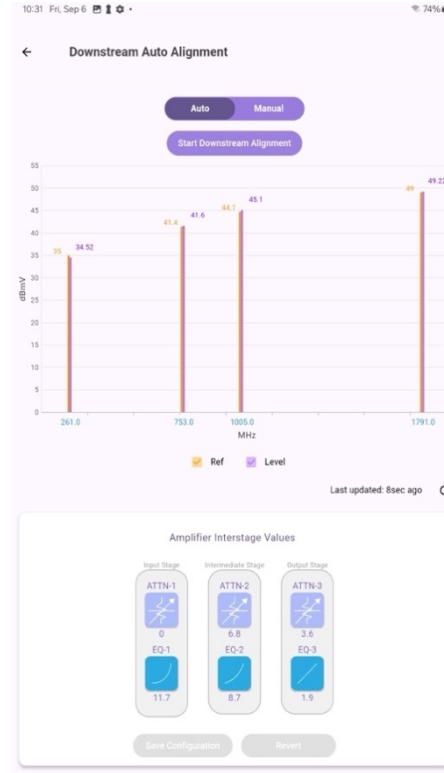 10:31 Fri, Sep 6
74%
Downstream Auto Alignment
Auto Manual
Start Downstream Alignment
55
50
45
40
35
30
25
20
15
10
5
0
dBmV
35 34.52
41.4 41.6
44.7 45.1
49 49.22
261.0 753.0 1005.0 1791.0
MHz
Ref Level
Last updated: 8sec ago
Amplifier Interstage Values
Input Stage Intermediate Stage Output Stage
ATTN-1 ATTN-2 ATTN-3
0 6.8 3.6
EQ-1 EQ-2 EQ-3
11.7 8.7 1.9
Save Configuration Revert